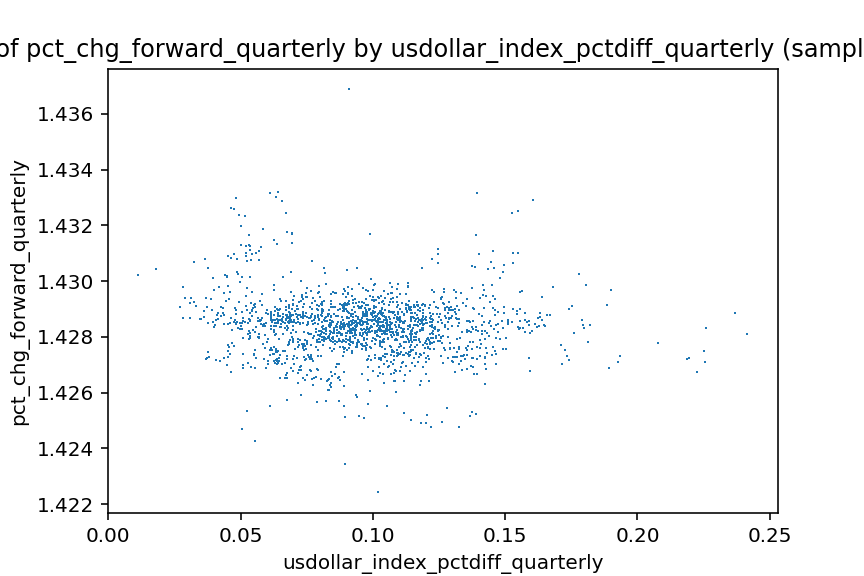 of pct_chg_forward_quarterly by usdollar_index_pctdiff_quarterly (sampl
1.436
1.434
1.432
1.430
1.428
1.426
1.424
1.422
pct_chg_forward_quarterly
0.00 0.05 0.10 0.15 0.20 0.25
usdollar_index_pctdiff_quarterly